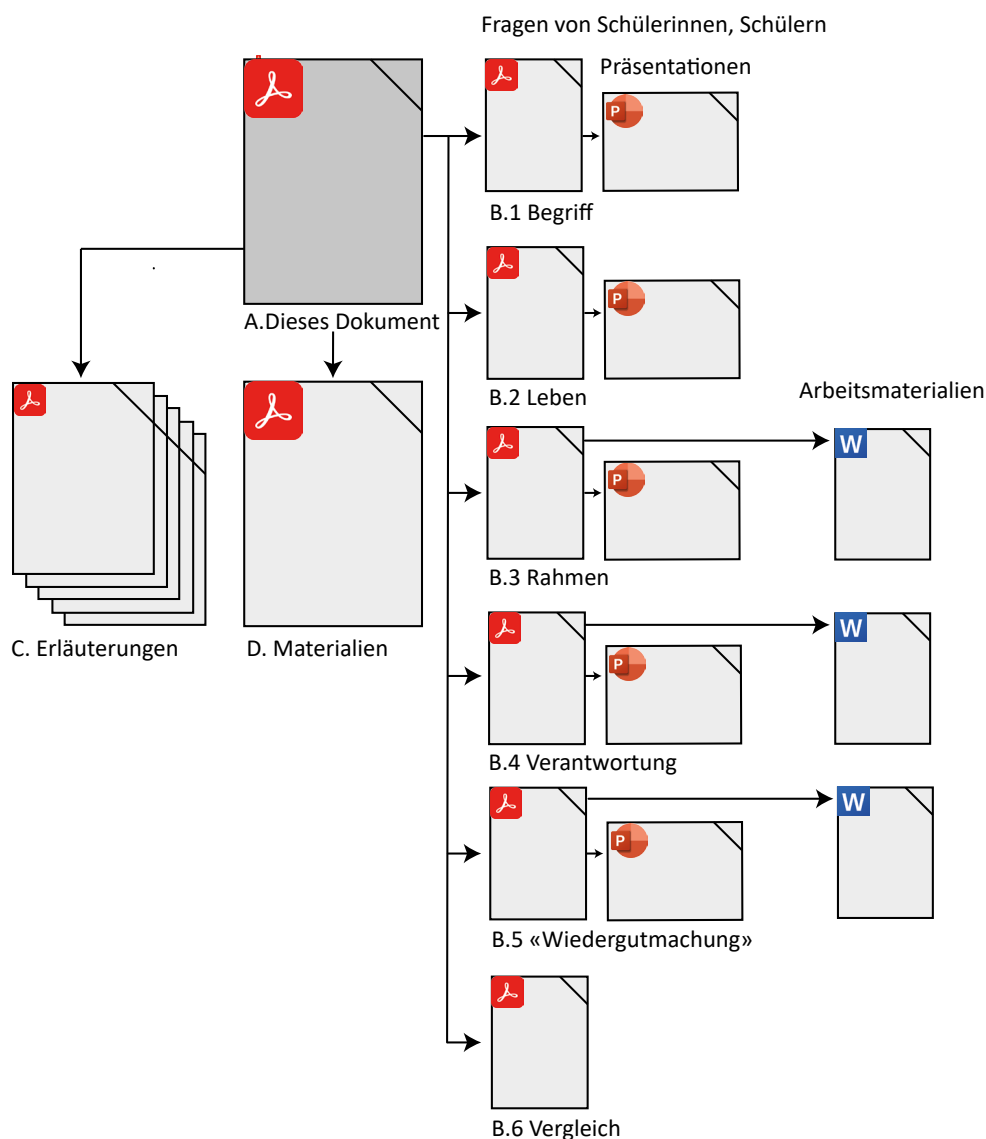 Fragen von Schülerinnen, Schülern
Präsentationen
P
B.1 Begriff
A.Dieses Dokument
P
B.2 Leben
Arbeitsmaterialien
W
P
B.3 Rahmen
C. Erläuterungen
D. Materialien
W
P
B.4 Verantwortung
W
P
B.5 «Wiedergutmachung»
B.6 Vergleich